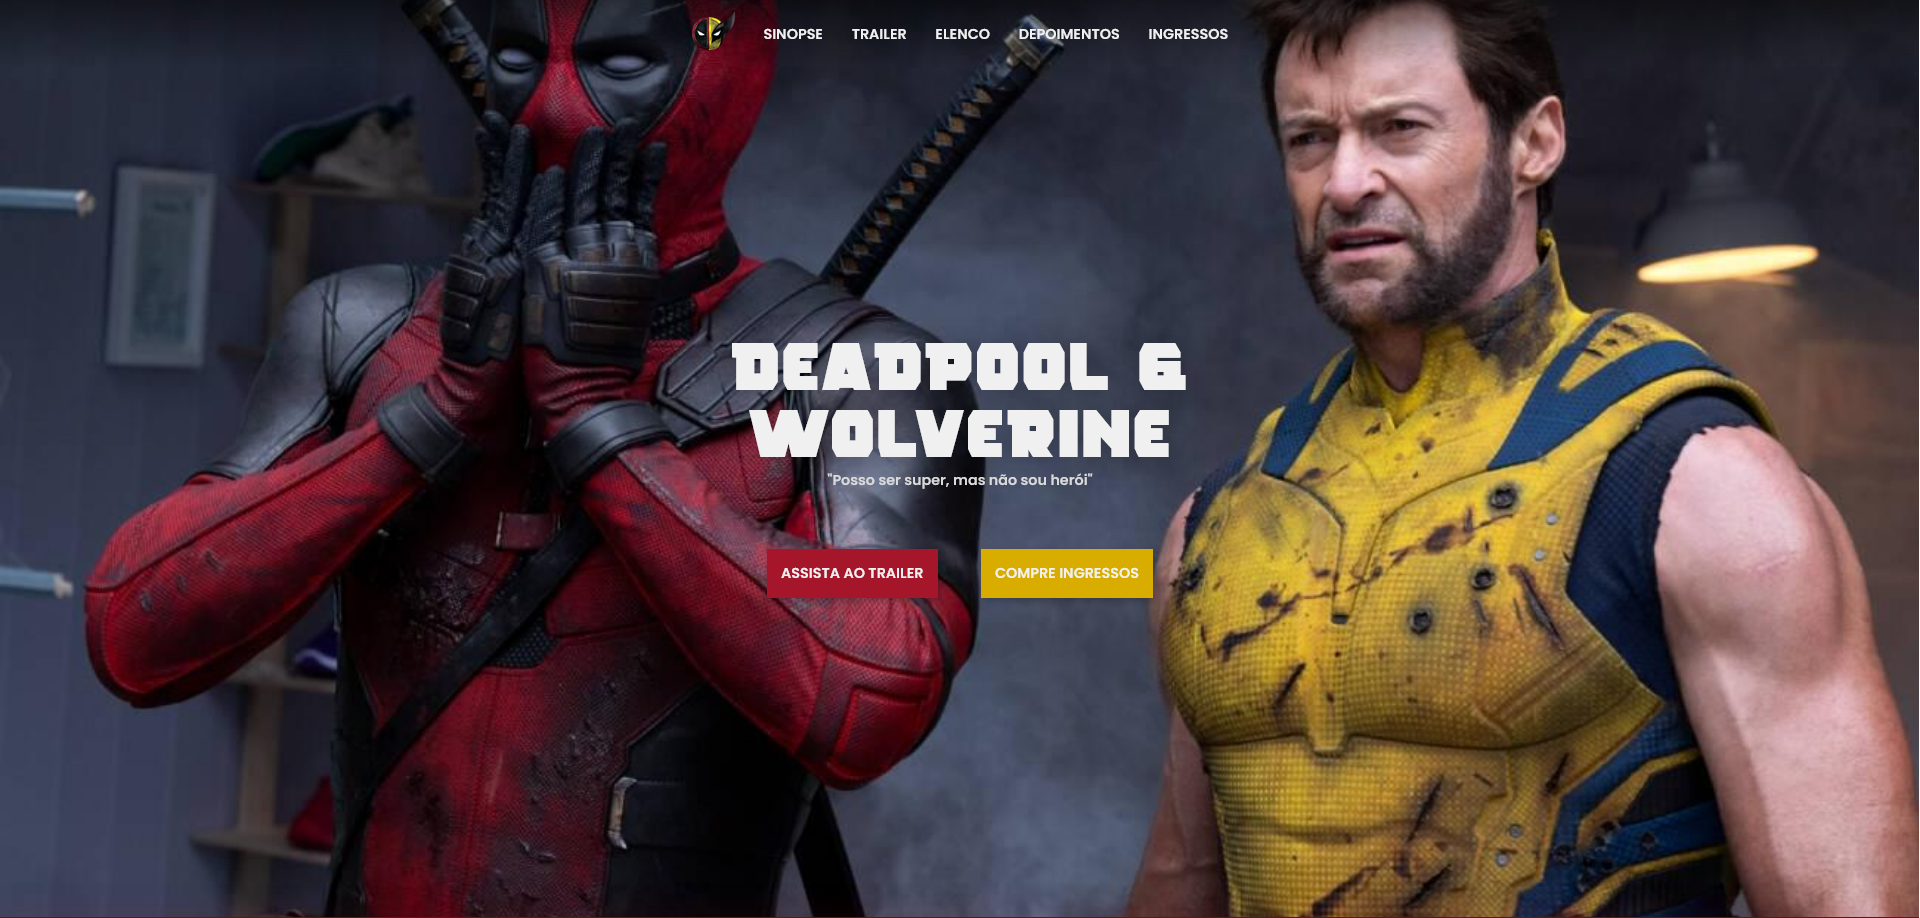 SINOPSE TRAILER ELENCO DEPOIMENTOS INGRESSOS
DEADPOOL &
WOLVERINE
"Posso ser super, mas não sou herói"
ASSISTA AO TRAILER COMPRE INGRESSOS